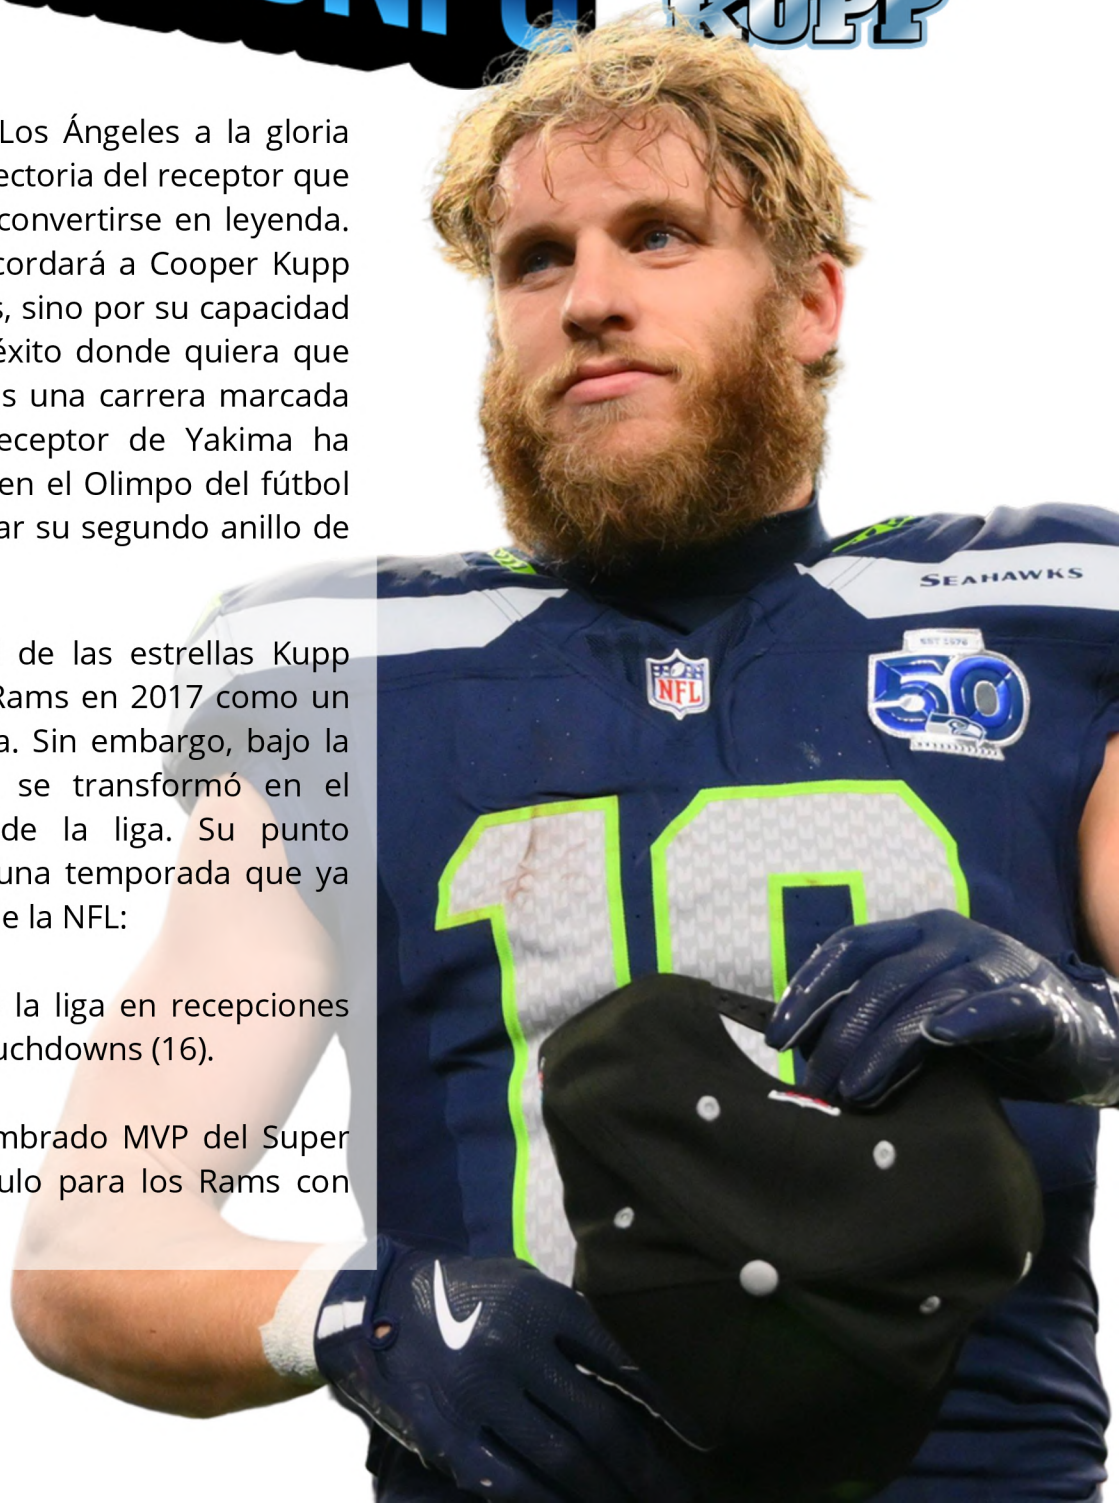 KUPP
Los Ángeles a la gloria
ectoria del receptor que
convertirse en leyenda.
cordará a Cooper Kupp
s, sino por su capacidad
éxito donde quiera que
s una carrera marcada
eceptor de Yakima ha
en el Olimpo del fútbol
ar su segundo anillo de
de las estrellas Kupp
Rams en 2017 como un
a. Sin embargo, bajo la
se transformó en el
de la liga. Su punto
una temporada que ya
e la NFL:
la liga en recepciones
uchdowns (16).
mbrado MVP del Super
ulo para los Rams con
SEAHAWKS
EST 1976
50
NFL